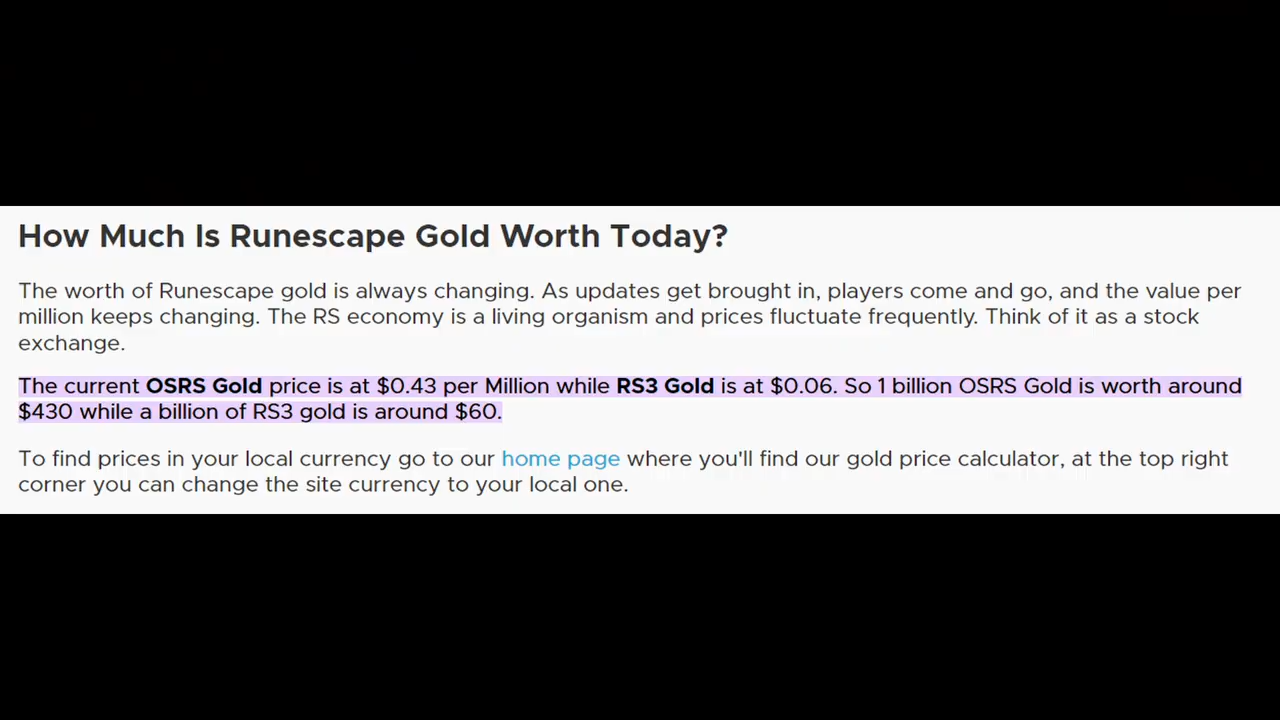 How Much Is Runescape Gold Worth Today?
The worth of Runescape gold is always changing. As updates get brought in, players come and go, and the value per
million keeps changing. The RS economy is a living organism and prices fluctuate frequently. Think of it as a stock
exchange.
The current OSRS Gold price is at $0.43 per Million while RS3 Gold is at $0.06. So 1 billion OSRS Gold is worth around
$430 while a billion of RS3 gold is around $60.
To find prices in your local currency go to our home page where you'll find our gold price calculator, at the top right
corner you can change the site currency to your local one.